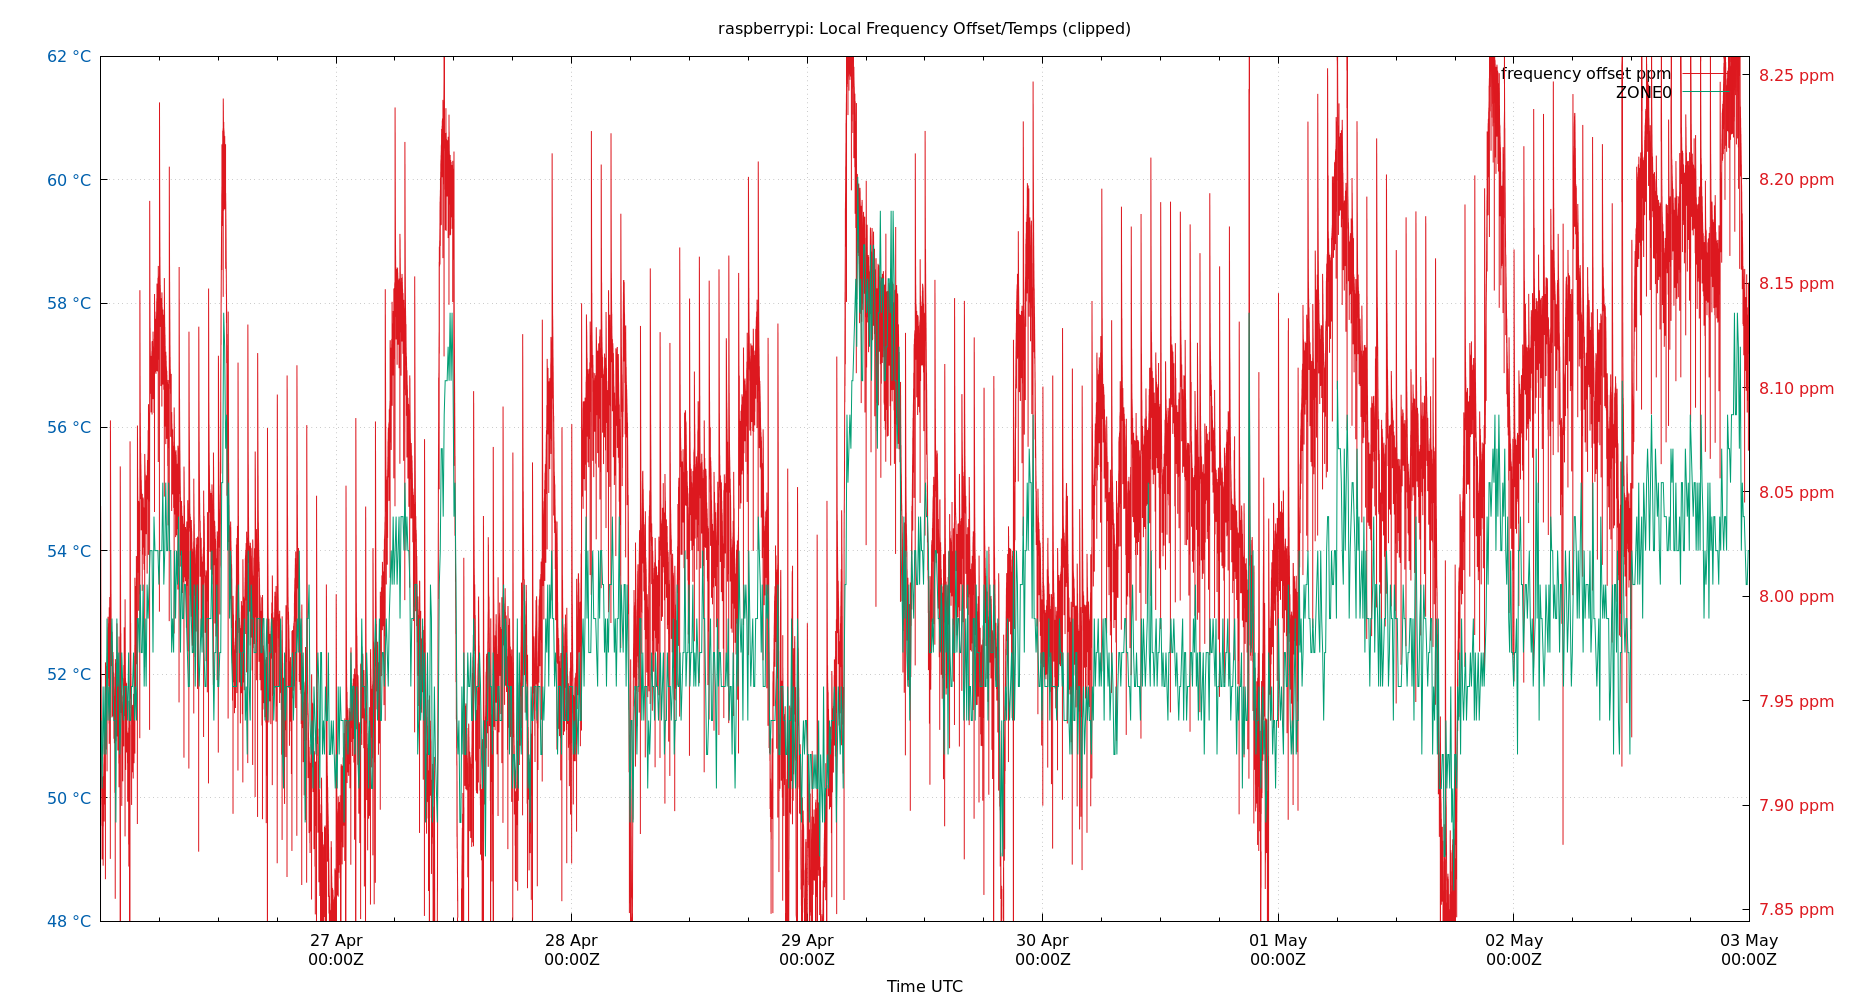 raspberrypi: Local Frequency Offset/Temps (clipped)
62 °C
60 °C
58 °C
56 °C
54 °C
52 °C
50 °C
48 °C
frequency offset ppm
ZONE0
8.25 ppm
8.20 ppm
8.15 ppm
8.10 ppm
8.05 ppm
8.00 ppm
7.95 ppm
7.90 ppm
7.85 ppm
27 Apr
00:00Z
28 Apr
00:00Z
29 Apr
00:00Z
30 Apr
00:00Z
01 May
00:00Z
02 May
00:00Z
03 May
00:00Z
Time UTC